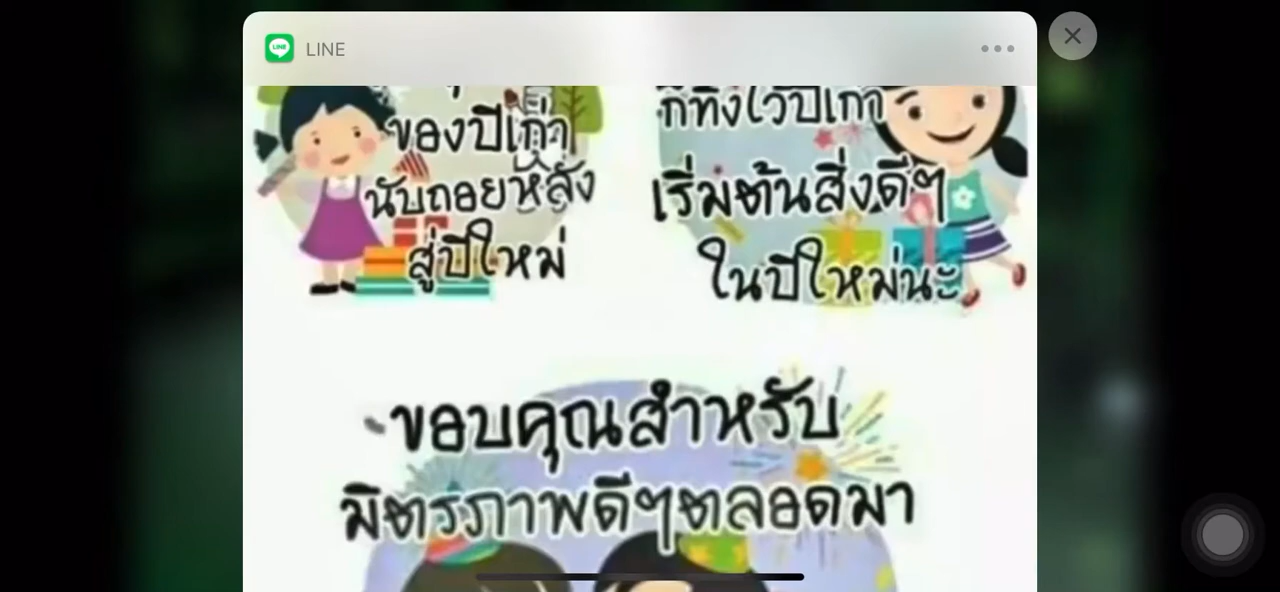 LINE
ของปีเก่า
นับถอยหลัง
สู่ปีใหม่
ก็ทิ้งไว้ปีเก่า
เริ่มต้นสิ่งดีๆ
ในปีใหม่นะ
ขอบคุณสำหรับ
มิตรภาพดีๆตลอดมา